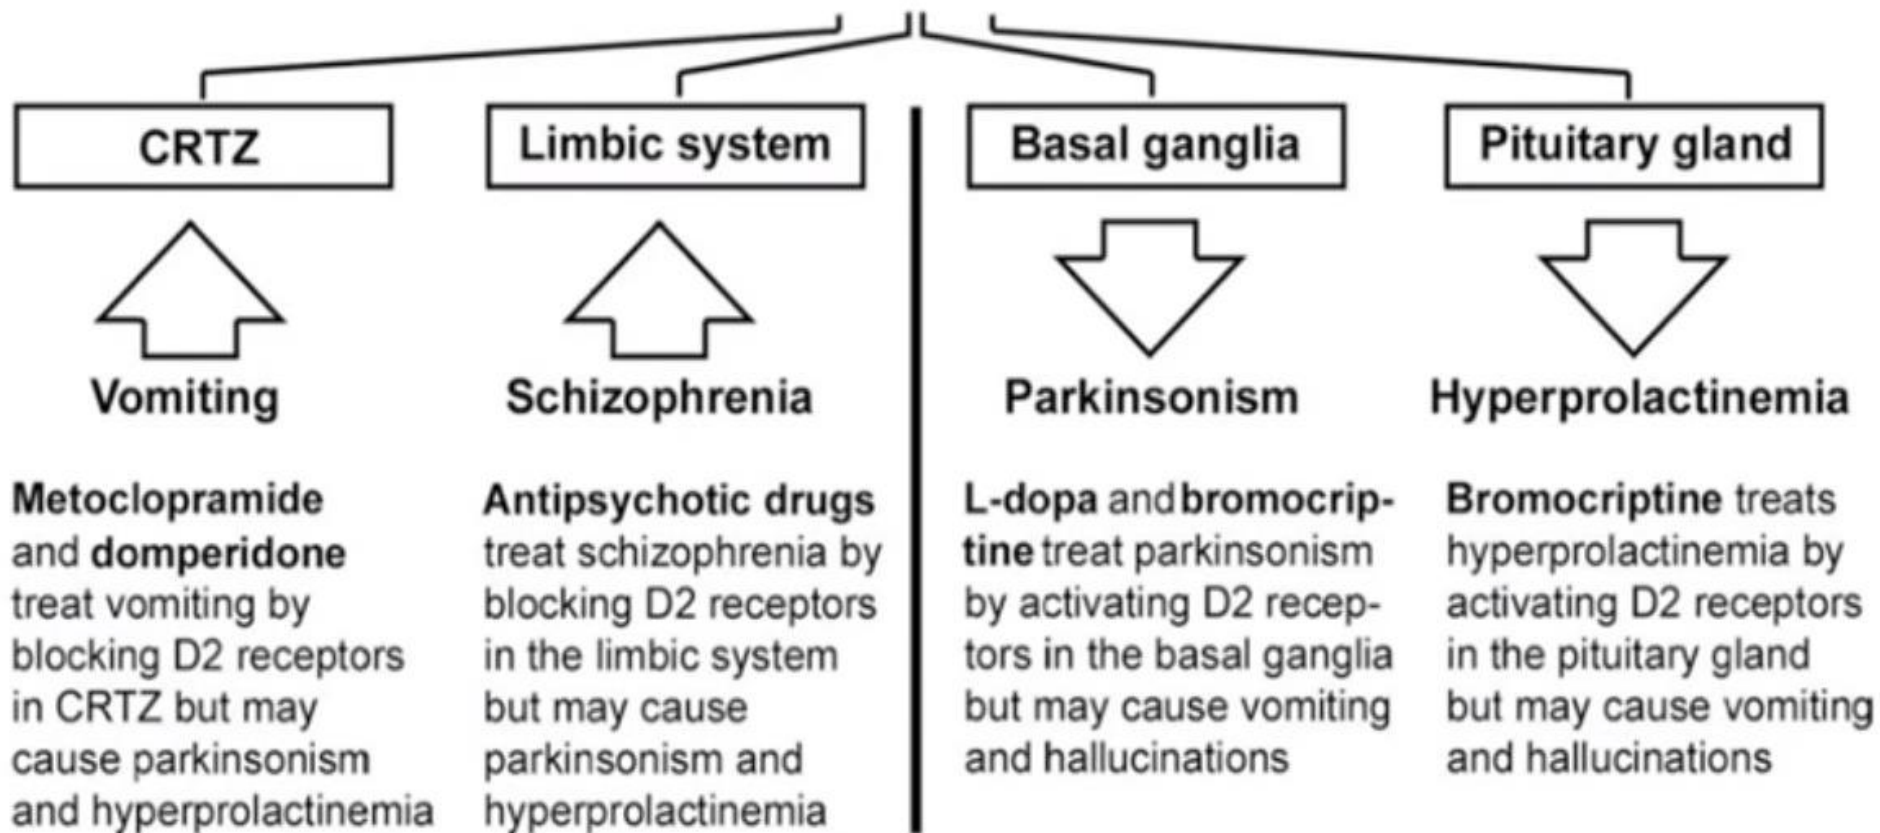 CRTZ
Vomiting
Metoclopramide
and domperidone
treat vomiting by
blocking D2 receptors
in CRTZ but may
cause parkinsonism
and hyperprolactinemia
Limbic system
Schizophrenia
Antipsychotic drugs
treat schizophrenia by
blocking D2 receptors
in the limbic system
but may cause
parkinsonism and
hyperprolactinemia
Basal ganglia
Parkinsonism
L-dopa and bromocrip-
tine treat parkinsonism
by activating D2 recep-
tors in the basal ganglia
but may cause vomiting
and hallucinations
Pituitary gland
Hyperprolactinemia
Bromocriptine treats
hyperprolactinemia by
activating D2 receptors
in the pituitary gland
but may cause vomiting
and hallucinations